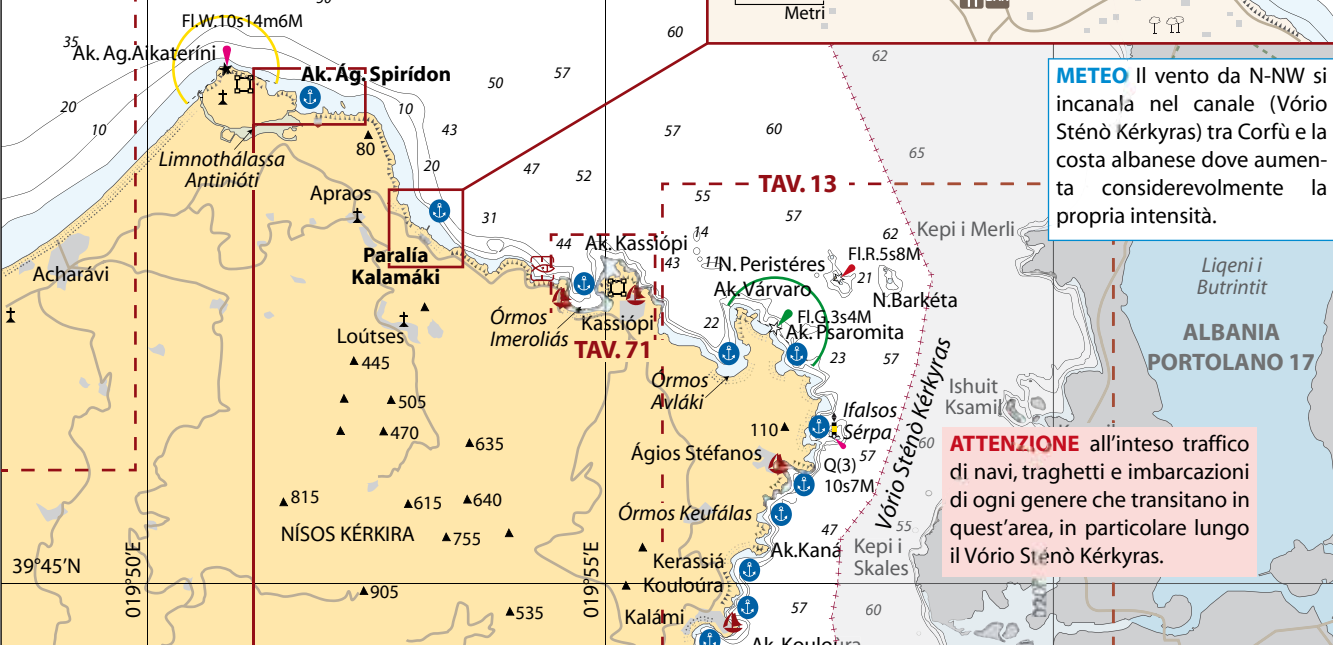 Metri
BAR
Fl.W.10s14m6M
Ak. Ag.Aikateríni
Ak. Ág. Spirídon
35
20
10
60
62
50
57
10
43
20
47
52
31
44
57
60
65
METEO Il vento da N-NW si
incanala nel canale (Vório
Sténò Kérkyras) tra Corfù e la
costa albanese dove aumen-
ta considerevolmente la
propria intensità.
Limnothálassa
Antinióti
80
Apraos
Paralía
Kalamáki
Acharávi
TAV. 13
55
57
62
14
43
11
Ak. Kassiópi
N. Peristéres
Fl.R.5s8M
21
N.Barkéta
Kepi i Merli
Liqeni i
Butrintit
ALBANIA
PORTOLANO 17
Ak. Várvaro
Fl.G.3s4M
Ak. Psaromita
22
23
57
Órmos
Imeroliás
Kassiópi
TAV. 71
Loútses
445
505
470
635
815
615
640
755
905
535
Órmos
Avláki
Ishuit
Ksamil
Ifalsos
Sérpa
110
Ágios Stéfanos
57
Q(3)
10s7M
60
Vório Sténò Kérkyras
ATTENZIONE all’inteso traffico
di navi, traghetti e imbarcazioni
di ogni genere che transitano in
quest’area, in particolare lungo
il Vório Sténò Kérkyras.
Órmos Keufálas
NÍSOS KÉRKIRA
47
55
Ak.Kaná
Kepi i
Skales
Kerassiá
Kouloúra
Kalámi
57
60
Ak. Kouloura
39°45’N
019°50’E
019°55’E